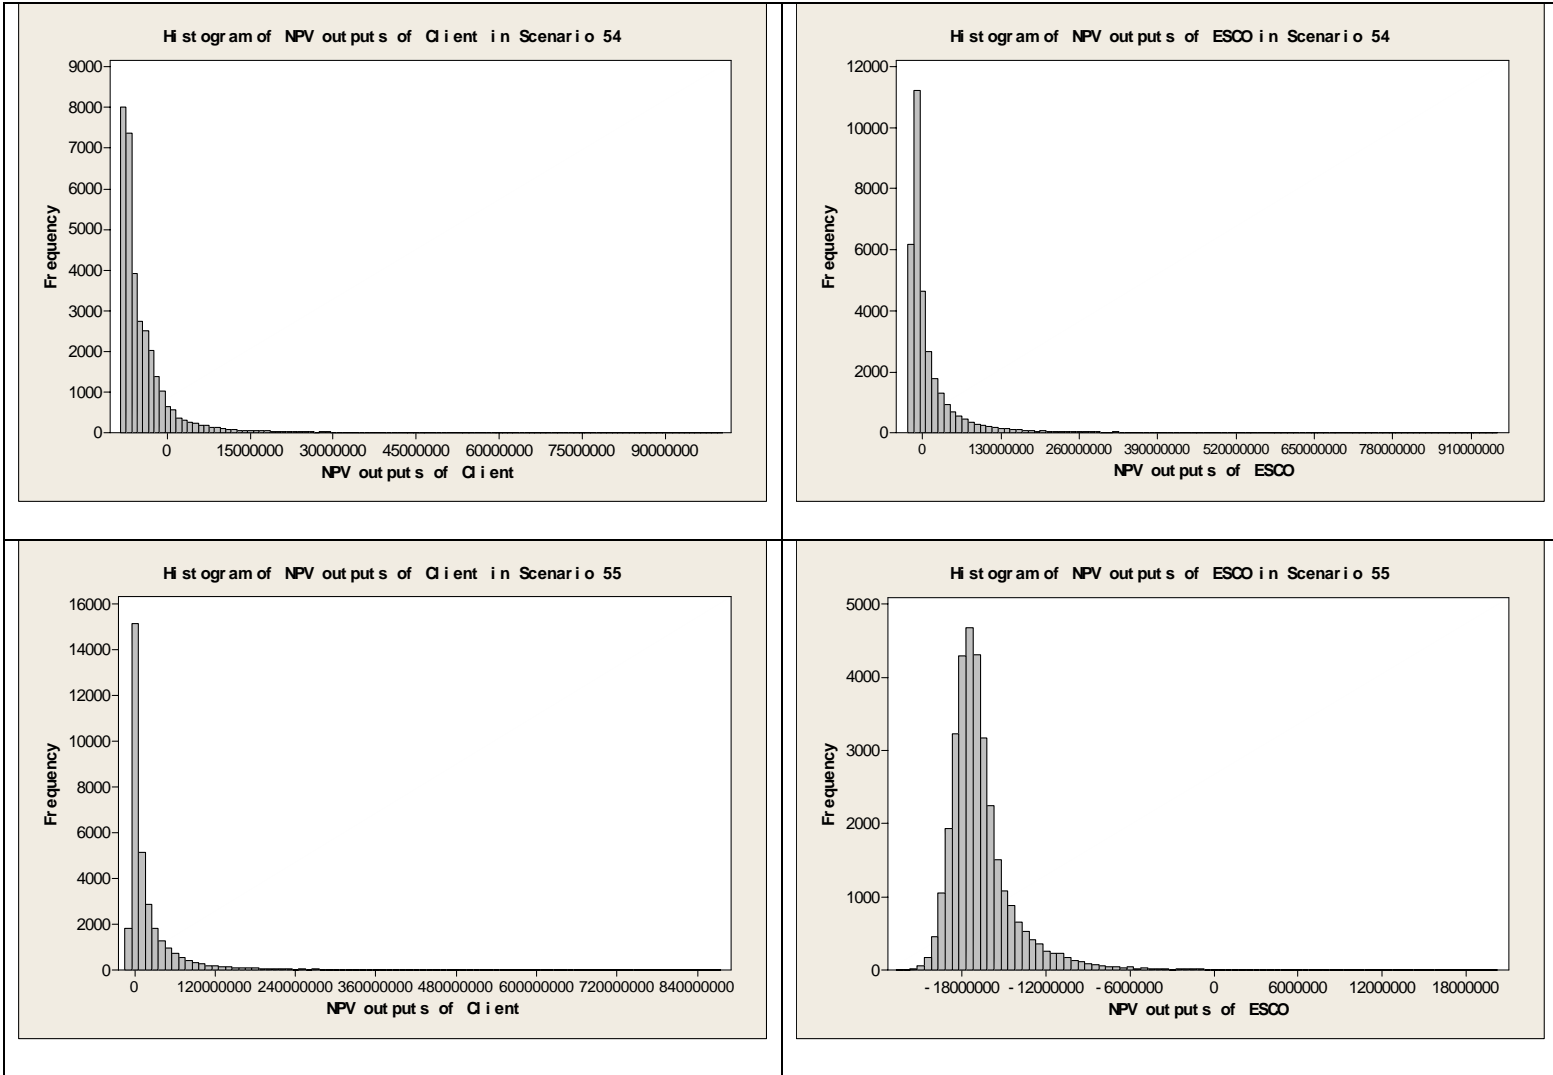 Histogram of NPV outputs of Client in Scenario 54
9000
8000
7000
6000
5000
4000
3000
2000
1000
0
Frequency
0 15000000 30000000 45000000 60000000 75000000 90000000
NPV outputs of Client
Histogram of NPV outputs of ESCO in Scenario 54
12000
10000
8000
6000
4000
2000
0
Frequency
0 130000000 260000000 390000000 520000000 650000000 780000000 910000000
NPV outputs of ESCO
Histogram of NPV outputs of Client in Scenario 55
16000
14000
12000
10000
8000
6000
4000
2000
0
Frequency
0 120000000 240000000 360000000 480000000 600000000 720000000 840000000
NPV outputs of Client
Histogram of NPV outputs of ESCO in Scenario 55
5000
4000
3000
2000
1000
0
Frequency
-18000000 -12000000 -6000000 0 6000000 12000000 18000000
NPV outputs of ESCO